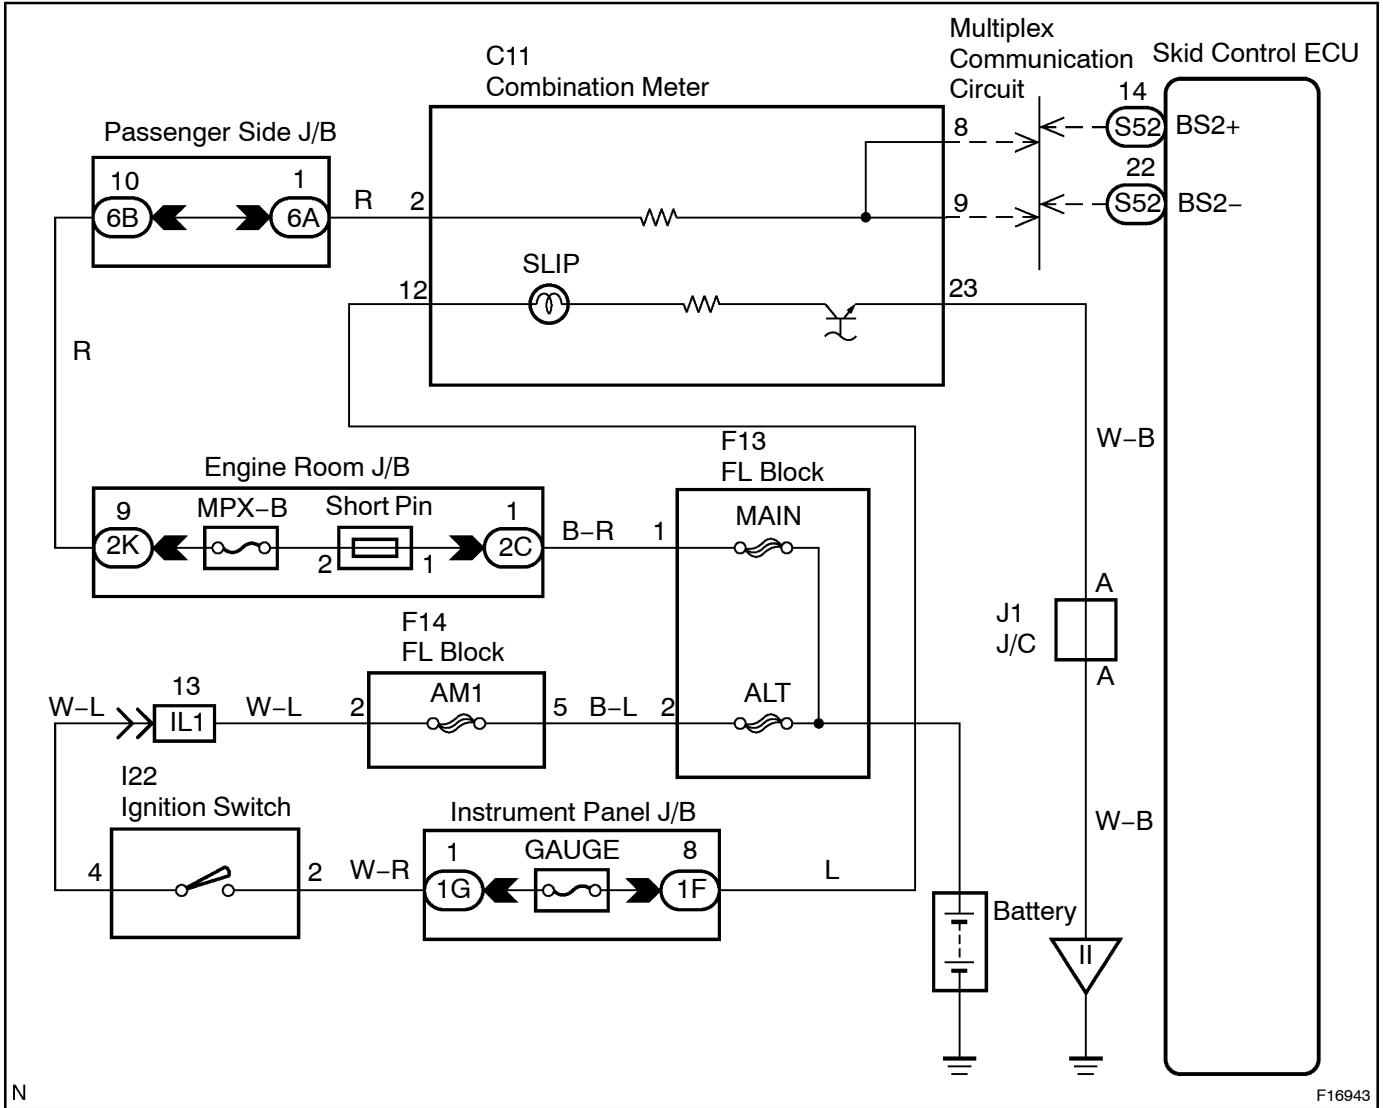 Multiplex
Communication
Circuit
Skid Control ECU
C11
Combination Meter
14
S52
BS2+
8
Passenger Side J/B
10
1
6B
6A
R
2
22
S52
BS2−
9
SLIP
12
23
R
W−B
F13
FL Block
Engine Room J/B
9
MPX−B
Short Pin
1
2K
2
1
2C
B−R
1
MAIN
A
J1
J/C
A
F14
FL Block
W−L
13
IL1
W−L
2
AM1
5
B−L
2
ALT
I22
Ignition Switch
Instrument Panel J/B
W−B
4
2
W−R
1
GAUGE
8
1G
1F
L
Battery
II
N
F16943